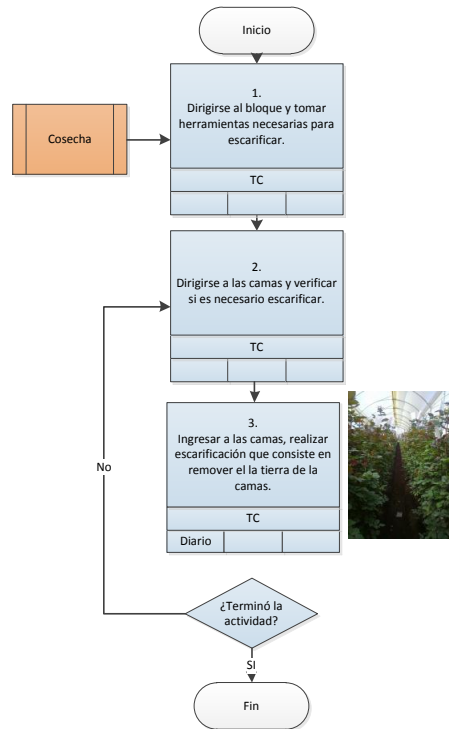 Inicio
1.
Dirigirse al bloque y tomar
herramientas necesarias para
escarificar.
Cosecha
TC
2.
Dirigirse a las camas y verificar
si es necesario escarificar.
TC
3.
Ingresar a las camas, realizar
escarificación que consiste en
remover el la tierra de la
camas.
No
TC
Diario
¿Terminó la
actividad?
SI
Fin